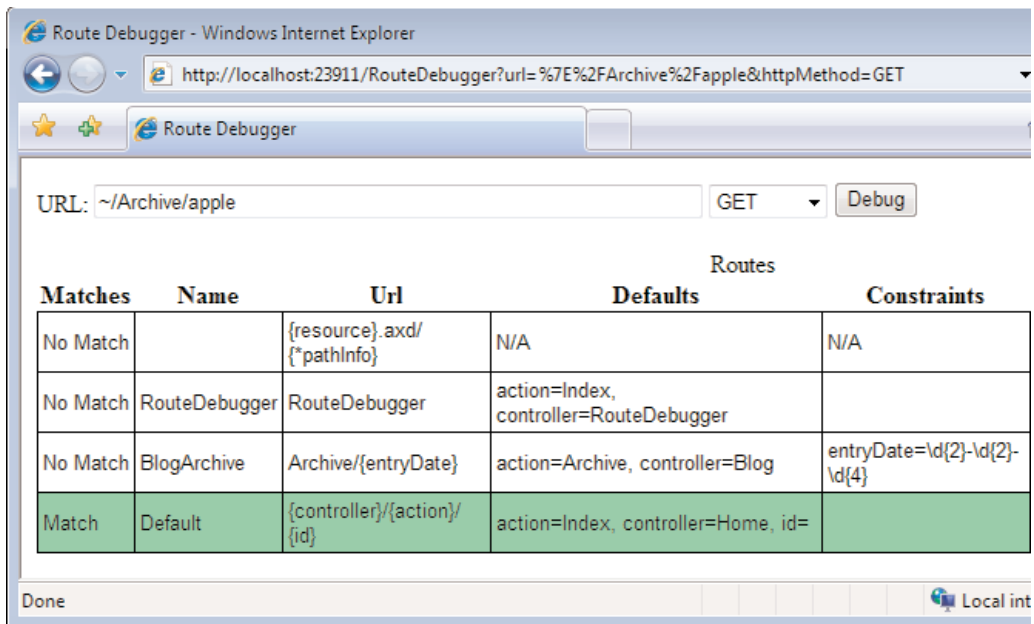 Route Debugger - Windows Internet Explorer
http://localhost:23911/RouteDebugger?url=%7E%2FArchive%2Fapple&httpMethod=GET
Route Debugger
URL: ~/Archive/apple GET Debug
Routes
Matches Name Url Defaults Constraints
No Match {resource}.axd/ N/A N/A
{*pathInfo}
No Match RouteDebugger RouteDebugger action=Index,
controller=RouteDebugger
No Match BlogArchive Archive/{entryDate} action=Archive, controller=Blog entryDate=\d{2}-\d{2}-
\d{4}
Match Default {controller}/{action}/ action=Index, controller=Home, id=
{id}
Done Local int